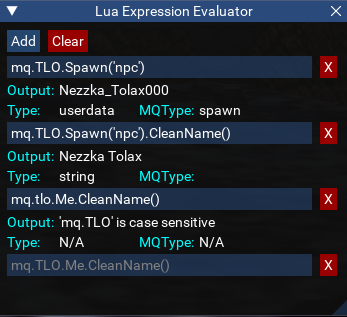 Lua Expression Evaluator
Add Clear
mq.TLO.Spawn('npc') X
Output: Nezzka_Tolax000
Type: userdata MQType: spawn
mq.TLO.Spawn('npc').CleanName() X
Output: Nezzka Tolax
Type: string MQType:
mq.tlo.Me.CleanName() X
Output: 'mq.TLO' is case sensitive
Type: N/A MQType: N/A
mq.TLO.Me.CleanName() X